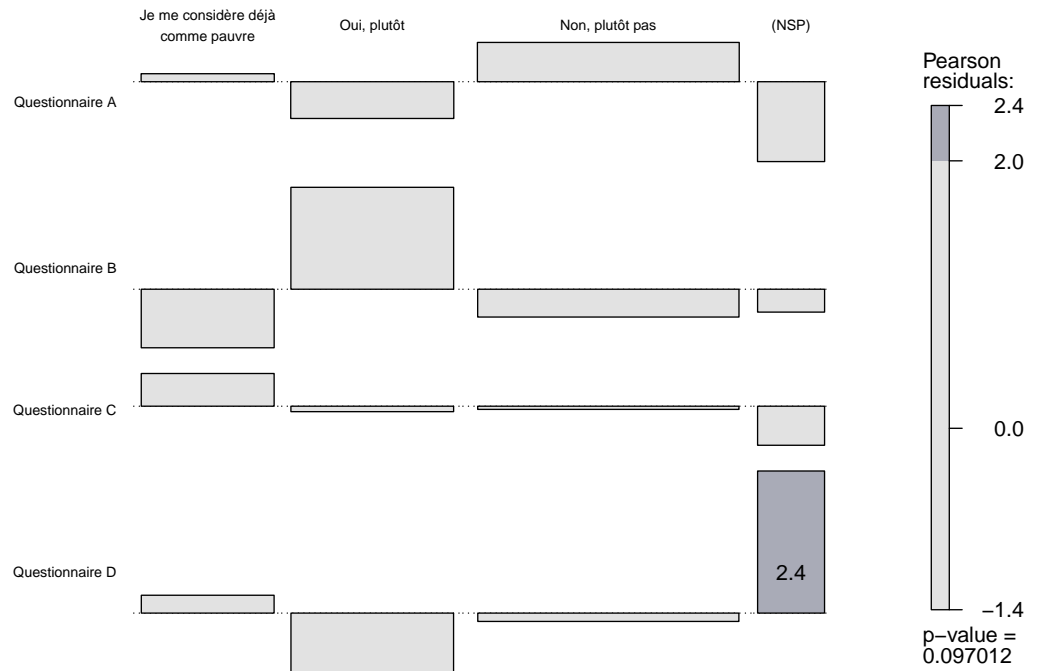 Je me considère déjà
comme pauvre
Oui, plutôt
Non, plutôt pas
(NSP)
Questionnaire A
Questionnaire B
Questionnaire C
Questionnaire D
2.4
Pearson
residuals:
2.4
2.0
0.0
−1.4
p−value =
0.097012